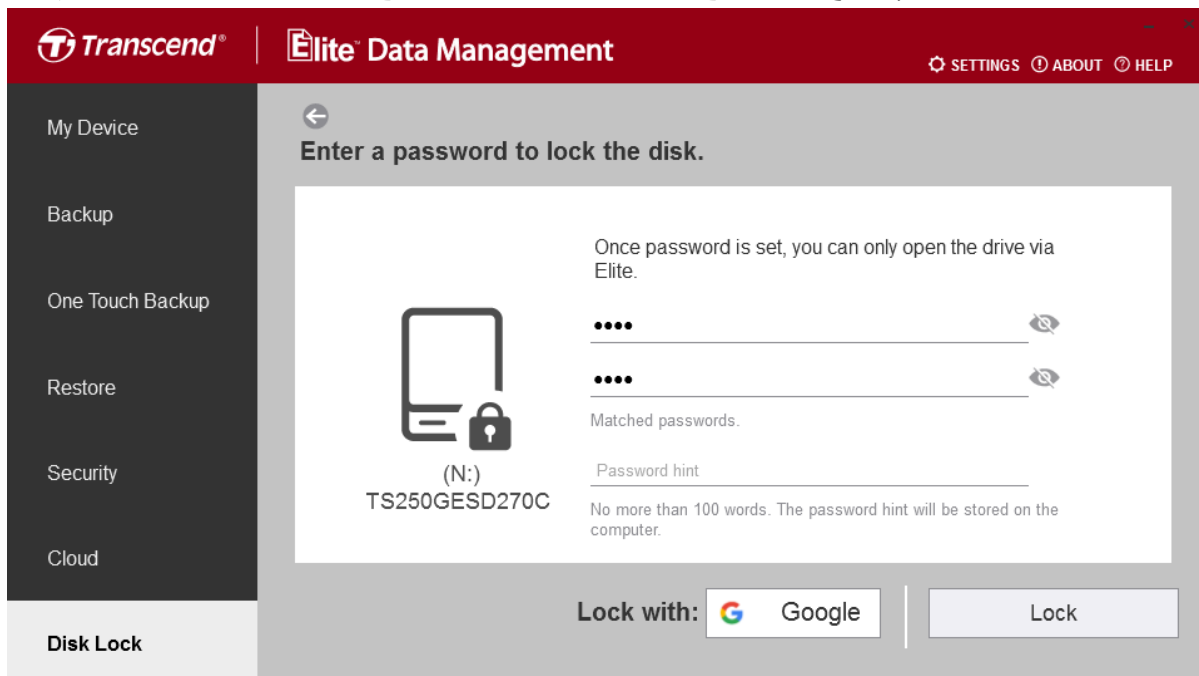 Transcend®
Elite™ Data Management
SETTINGS ABOUT HELP
My Device
Backup
One Touch Backup
Restore
Security
Cloud
Disk Lock
Enter a password to lock the disk.
Once password is set, you can only open the drive via
Elite.
••••
••••
Matched passwords.
Password hint
No more than 100 words. The password hint will be stored on the
computer.
(N:)
TS250GESD270C
Lock with:
Google
Lock